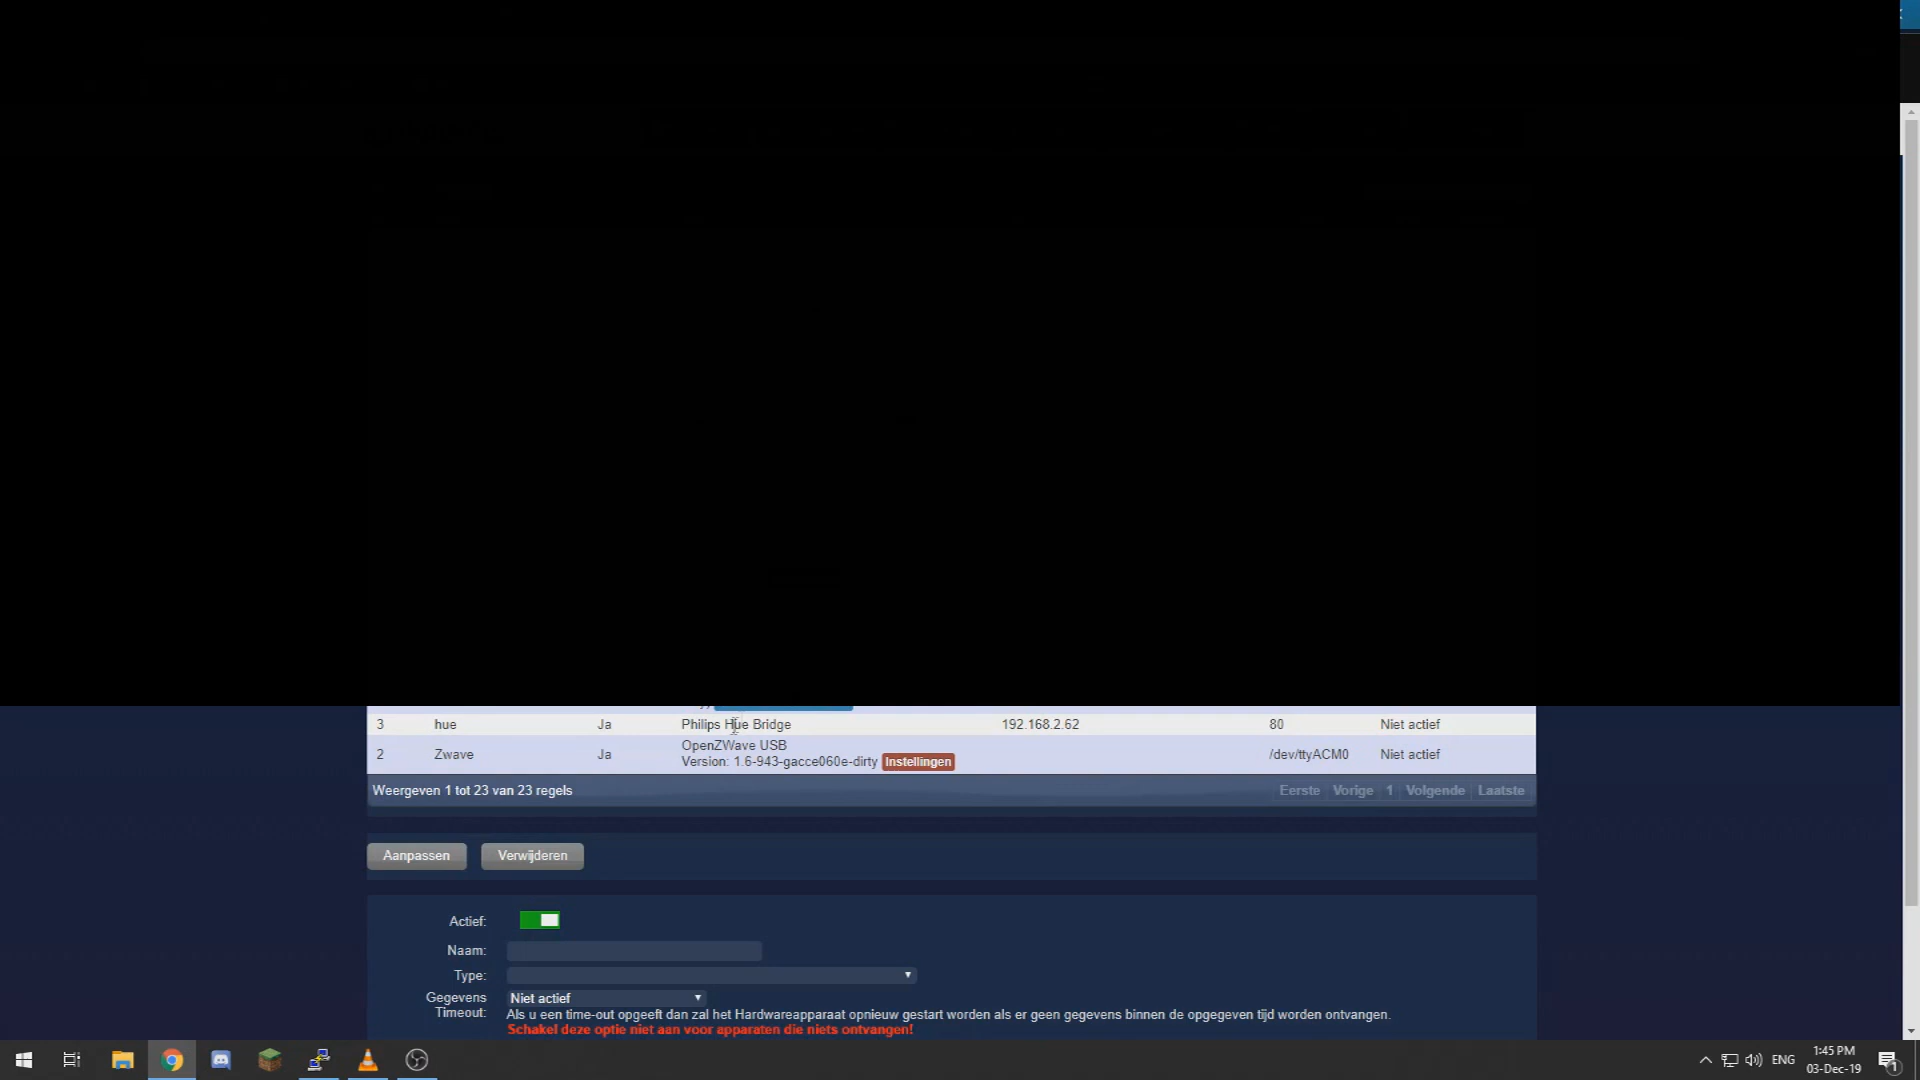 3 hue Ja Philips Hue Bridge 192.168.2.62 80 Niet actief
2 Zwave Ja OpenZWave USB /dev/ttyACM0 Niet actief
Version: 1.6-943-gacce060e-dirty Instellingen
Weergeven 1 tot 23 van 23 regels Eerste Vorige 1 Volgende Laatste
Aanpassen Verwijderen
Actief:
Naam:
Type:
Gegevens Timeout: Niet actief
Als u een time-out opgeeft dan zal het Hardwareapparaat opnieuw gestart worden als er geen gegevens binnen de opgegeven tijd worden ontvangen.
Schakel deze optie niet aan voor apparaten die niets ontvangen!
ENG 1:45 PM
03-Dec-19 1